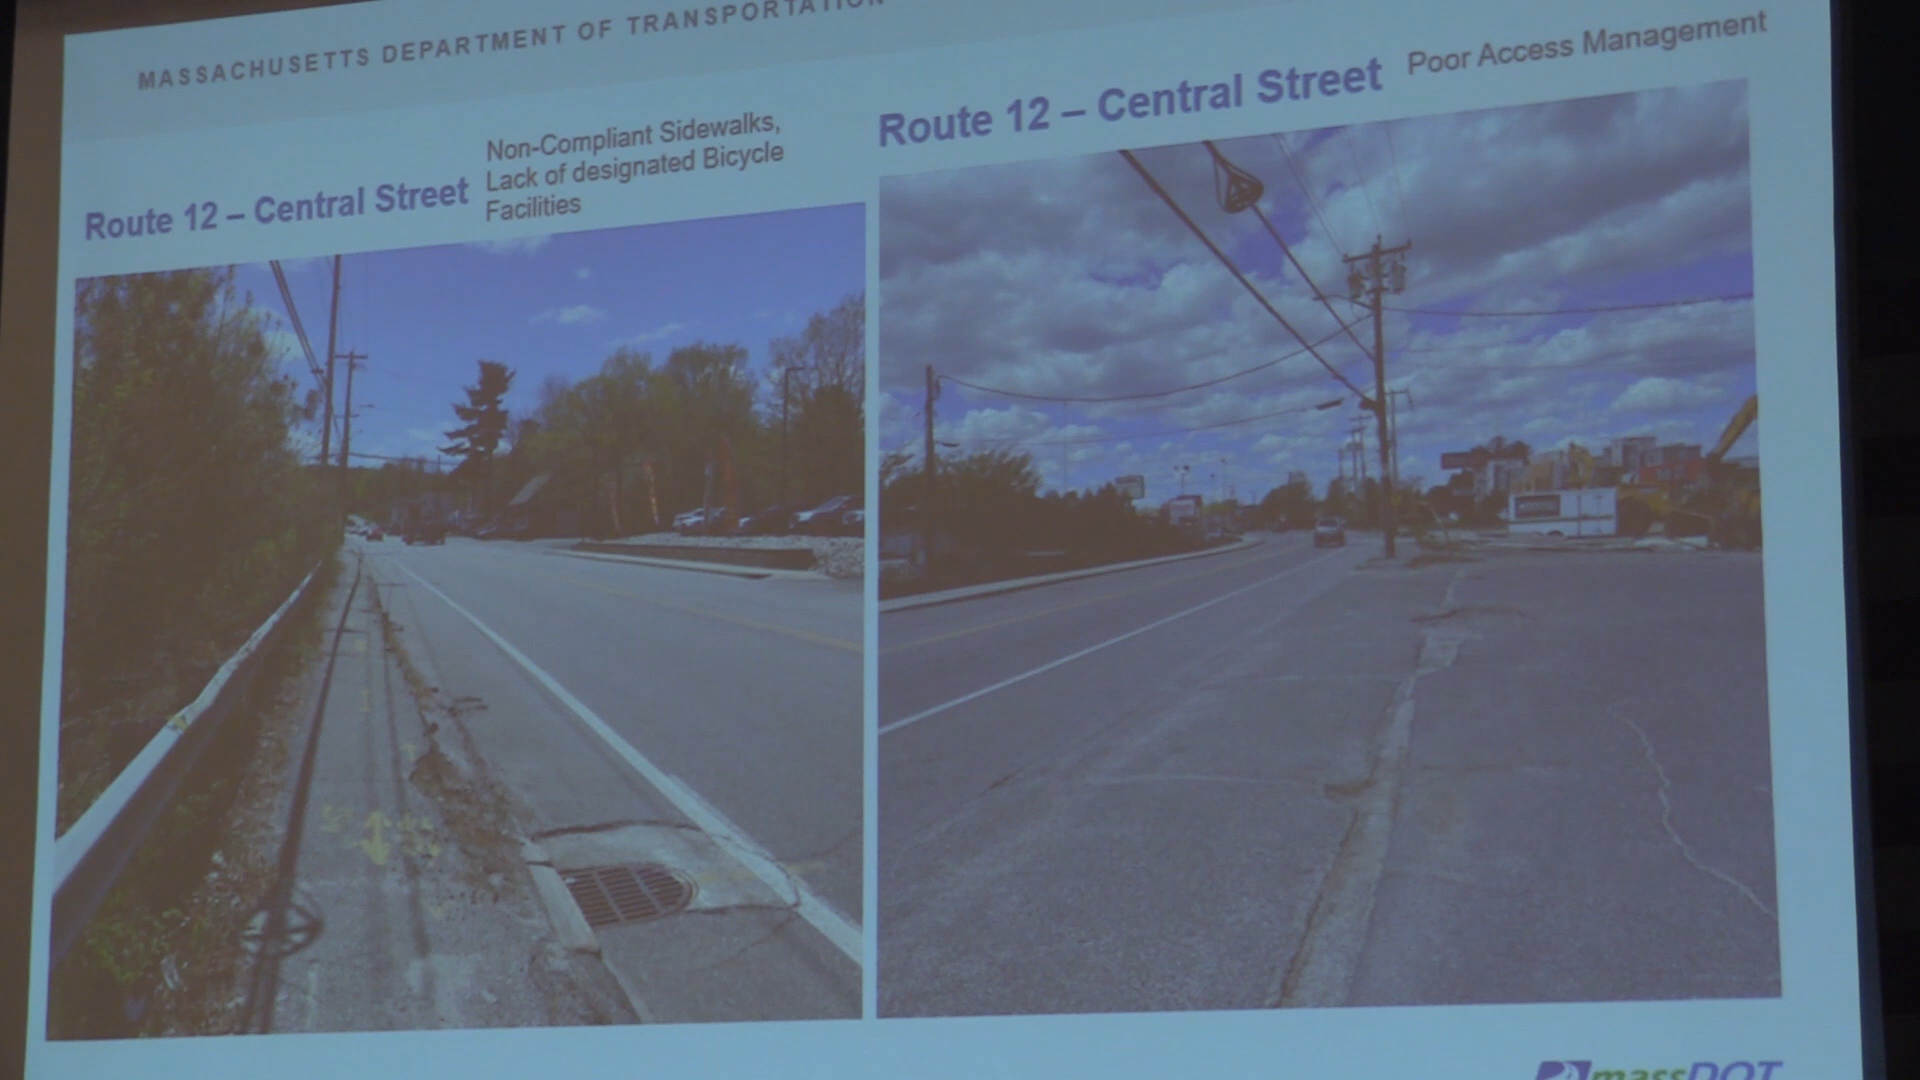 MASSACHUSETTS DEPARTMENT OF TRANSPORTATION
Route 12 – Central Street
Non-Compliant Sidewalks,
Lack of designated Bicycle
Facilities
Route 12 – Central Street
Poor Access Management
massDOT